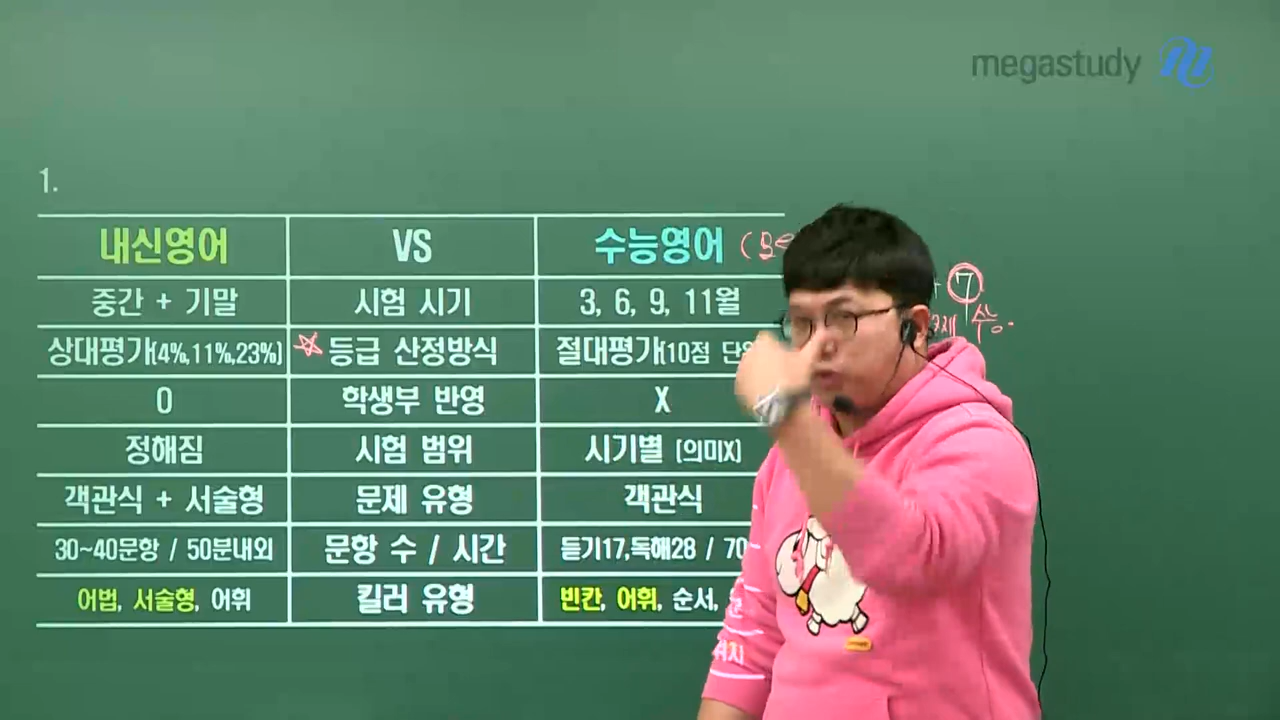 megastudy
1.
내신영어 VS 수능영어
중간 + 기말 시험 시기 3, 6, 9, 11월
상대평가(4%,11%,23%) 등급 산정방식 절대평가(10점
O 학생부 반영 X
정해짐 시험 범위 시기별 [의미X]
객관식 + 서술형 문제 유형 객관식
30~40문항 / 50분내외 문항 수 / 시간 듣기17,독해28 / 70
어법, 서술형, 어휘 킬러 유형 빈칸, 어휘, 순서,
7
수능.